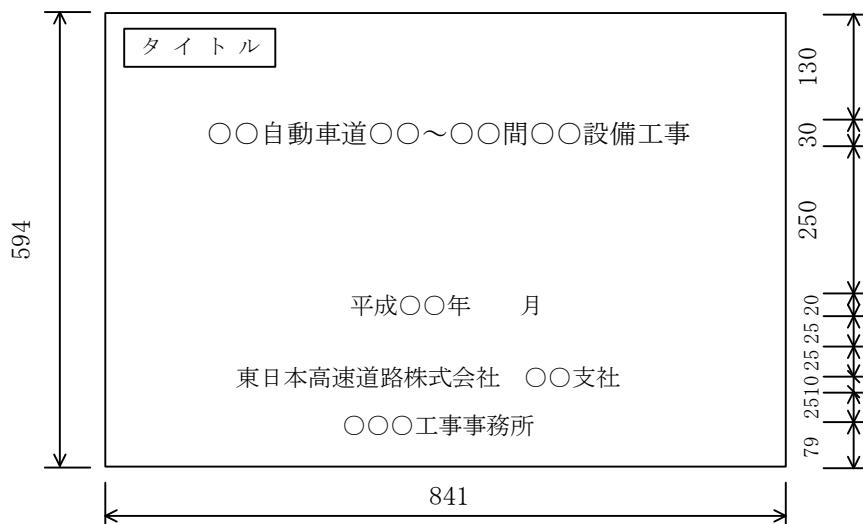 タイトル
○○自動車道○○～○○間○○設備工事
平成○○年　　月
東日本高速道路株式会社　○○支社
○○○工事事務所
594
841
130
30
250
20
25
25
10
25
79